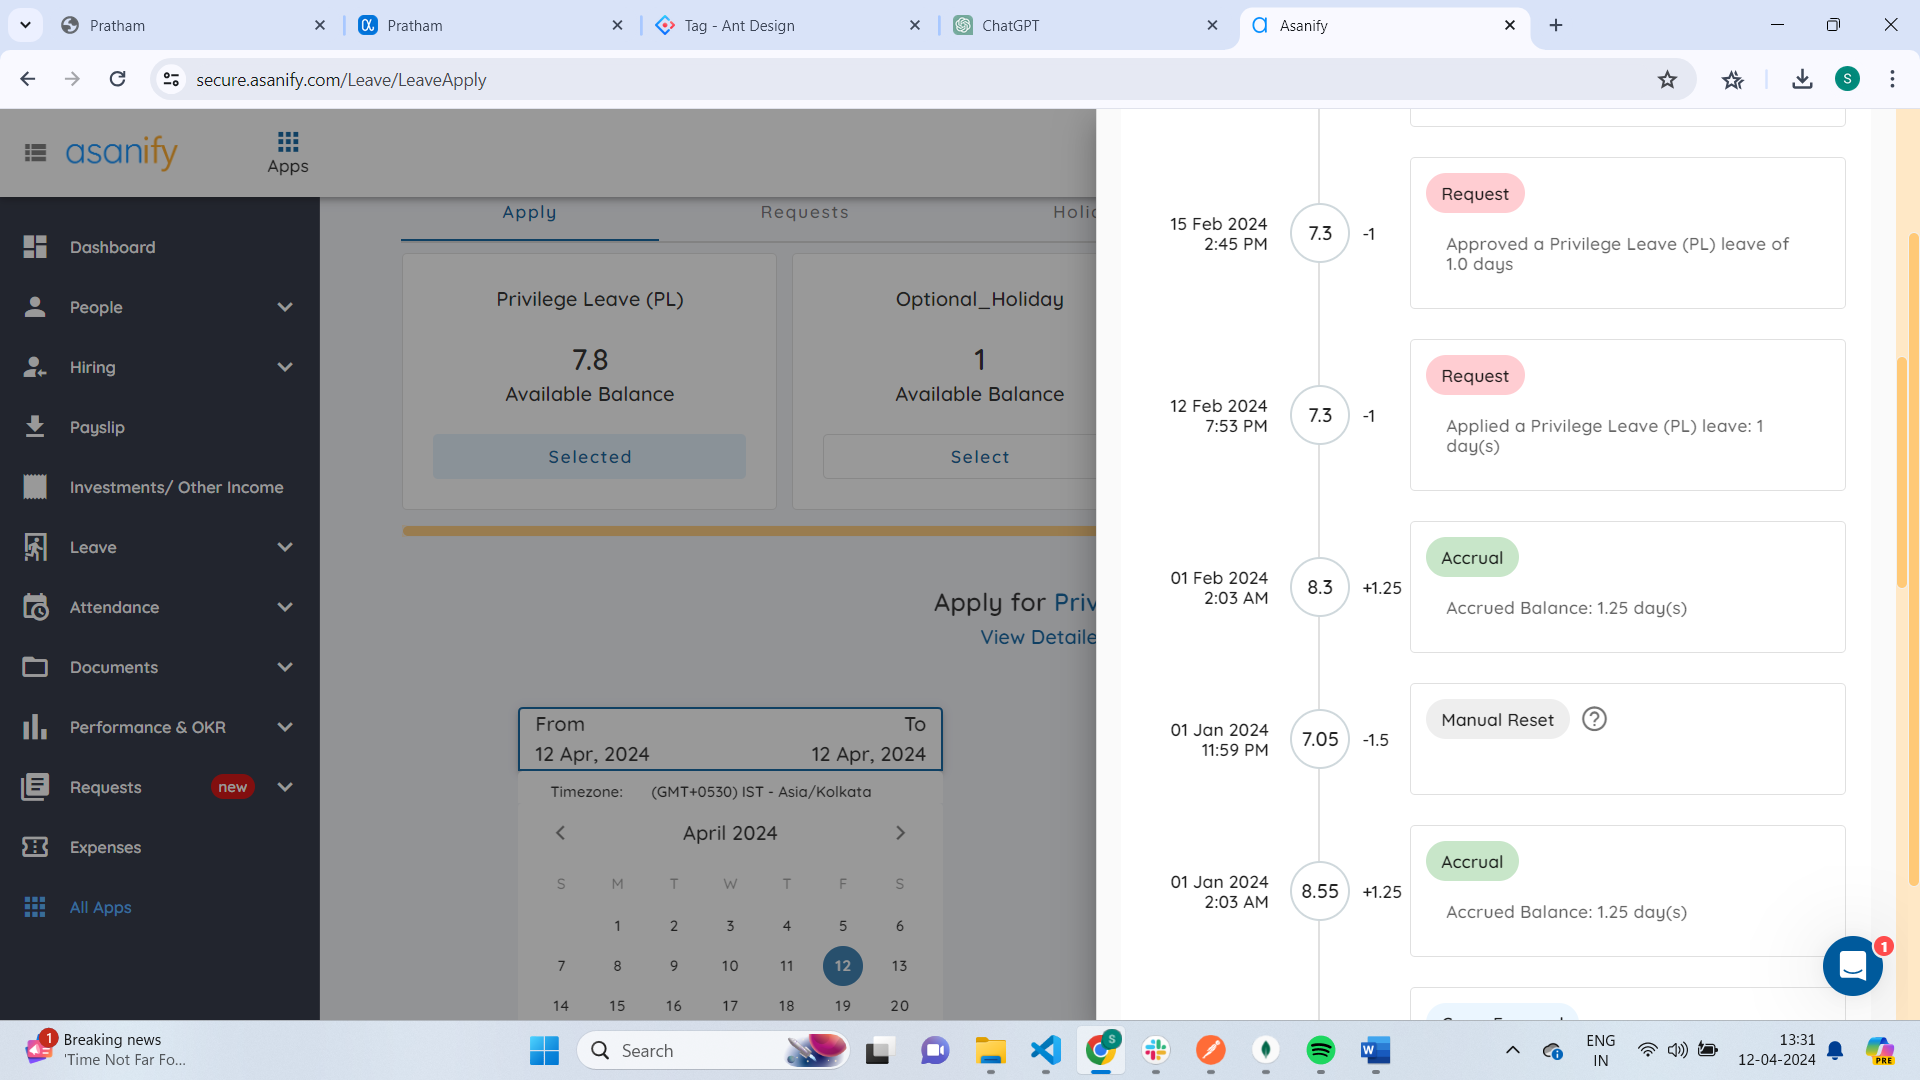 Pratham
Pratham
Tag - Ant Design
ChatGPT
Asanify
secure.asanify.com/Leave/LeaveApply
S
asanify
Apps
Dashboard
People
Hiring
Payslip
Investments/ Other Income
Leave
Attendance
Documents
Performance & OKR
Requests new
Expenses
All Apps
Apply Requests Holic
Privilege Leave (PL)
7.8
Available Balance
Selected
Optional_Holiday
1
Available Balance
Select
Apply for Priv
View Detaile
From To
12 Apr, 2024 12 Apr, 2024
Timezone: (GMT+0530) IST - Asia/Kolkata
April 2024
S M T W T F S
1 2 3 4 5 6
7 8 9 10 11 12 13
14 15 16 17 18 19 20
15 Feb 2024
2:45 PM
7.3 -1
Request
Approved a Privilege Leave (PL) leave of
1.0 days
12 Feb 2024
7:53 PM
7.3 -1
Request
Applied a Privilege Leave (PL) leave: 1
day(s)
01 Feb 2024
2:03 AM
8.3 +1.25
Accrual
Accrued Balance: 1.25 day(s)
01 Jan 2024
11:59 PM
7.05 -1.5
Manual Reset ?
01 Jan 2024
2:03 AM
8.55 +1.25
Accrual
Accrued Balance: 1.25 day(s)
1
1
Breaking news
'Time Not Far Fo...
Search
S
ENG
IN
13:31
12-04-2024
PRE